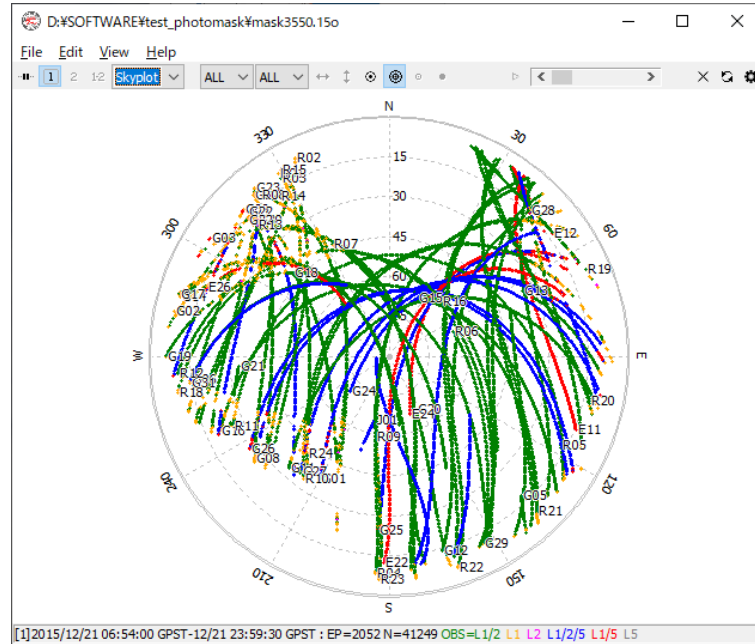 D:¥SOFTWARE¥test_photomask¥mask3550.15o
File Edit View Help
1 2 1-2 Skyplot ALL ALL
N
330 30
R02
15
R15
R03
G23
R14
30
G28
300 60
G03
R07
45
E12
R19
G18
60
E26
G17
G15 R16
G13
G02
R06
W E
G19
G21
R12
G31
R18
G24
R20
J01
E24
R11
G16
R09
E11
R05
G26
G08
R24
240 120
R10
G05
R21
G25
G29
G12
E22
R22
R23
210 150
S
[1]2015/12/21 06:54:00 GPST-12/21 23:59:30 GPST : EP=2052 N=41249 OBS=L1/2 L1 L2 L1/2/5 L1/5 L5